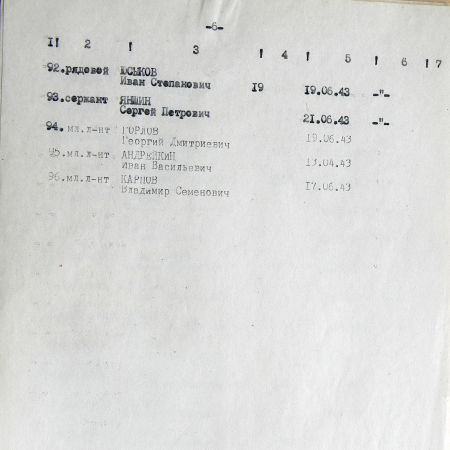 -6-
I! 2 ! 3 ! 4 ! 5 ! 6 !7
92.рядовой ЮСЬКОВ
Иван Степанович 19 19.06.43 -"-
93.сержант ЯНШИН
Сергей Петрович 21.06.43 -"-
94. мл.л-нт ГОРЛОВ 19.06.43
Георгий Дмитриевич
95.мл.л-нт АНДРЕЙКИН
Иван Васильевич 13.04.43
96.мл.л-нт КАРПОВ
Владимир Семенович 17.06.43